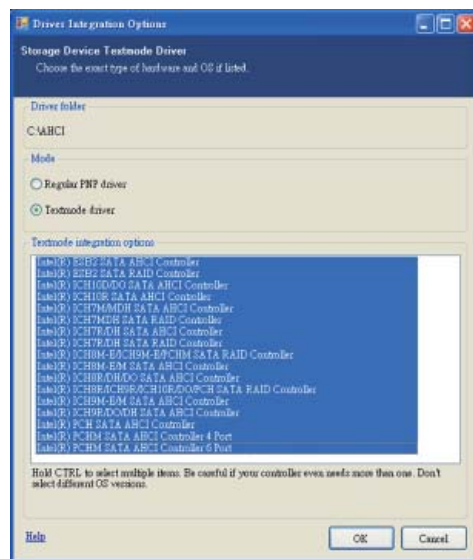 Driver Integration Options
Storage Device Textmode Driver
Choose the exact type of hardware and OS if listed.
Driver folder
C:\AHCI
Mode
Regular PNP driver
Textmode driver
Textmode integration options
Intel(R) ESB2 SATA AHCI Controller
Intel(R) ESB2 SATA RAID Controller
Intel(R) ICH10D/DO SATA AHCI Controller
Intel(R) ICH10R SATA AHCI Controller
Intel(R) ICH7M/MDH SATA AHCI Controller
Intel(R) ICH7MDH SATA RAID Controller
Intel(R) ICH7R/DH SATA AHCI Controller
Intel(R) ICH7R/DH SATA RAID Controller
Intel(R) ICH8M-E/ICH9M-E/PCHM SATA RAID Controller
Intel(R) ICH8M-E/M SATA AHCI Controller
Intel(R) ICH8R/DH/DO SATA AHCI Controller
Intel(R) ICH8R/ICH9R/ICH10R/DO/PCH SATA RAID Controller
Intel(R) ICH9M-E/M SATA AHCI Controller
Intel(R) ICH9R/DO/DH SATA AHCI Controller
Intel(R) PCH SATA AHCI Controller
Intel(R) PCHM SATA AHCI Controller 4 Port
Intel(R) PCHM SATA AHCI Controller 6 Port
Hold CTRL to select multiple items. Be careful if your controller even needs more than one. Don't
select different OS versions.
Help
OK
Cancel